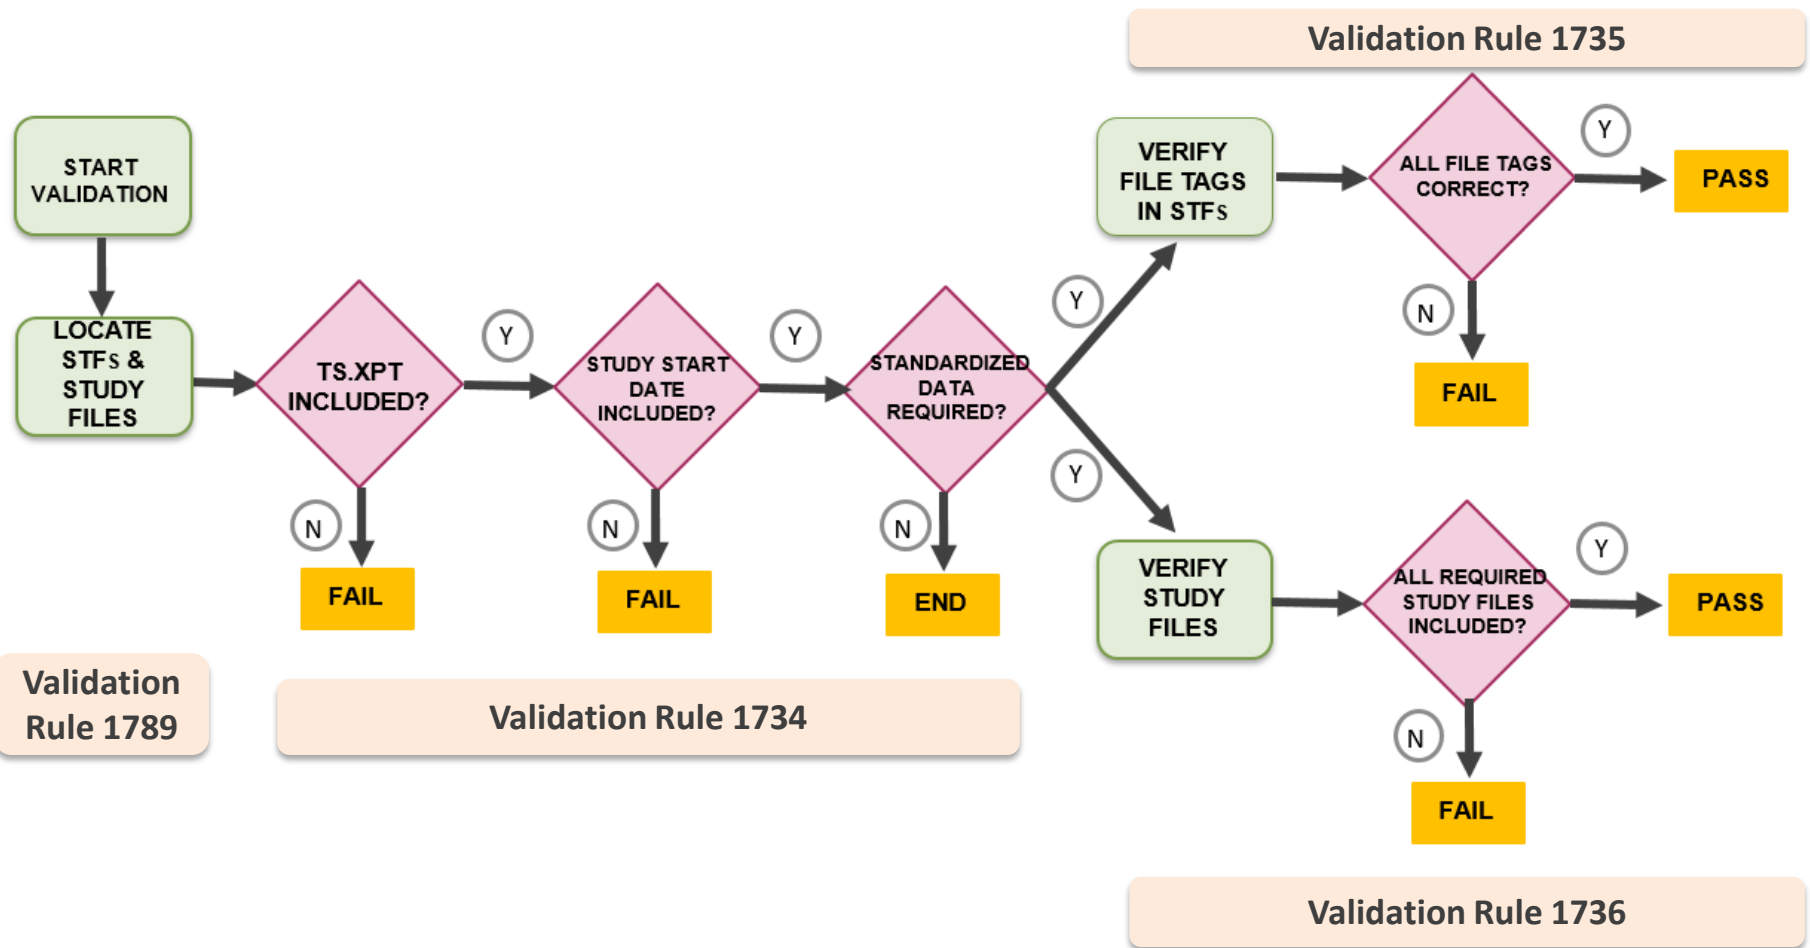 Validation Rule 1735
START
VALIDATION
LOCATE
STFs &
STUDY
FILES
TS.XPT
INCLUDED?
Y
N
FAIL
STUDY START
DATE
INCLUDED?
Y
N
FAIL
STANDARDIZED
DATA
REQUIRED?
N
END
Y
VERIFY
FILE TAGS
IN STFs
ALL FILE TAGS
CORRECT?
Y
PASS
N
FAIL
Y
VERIFY
STUDY
FILES
ALL REQUIRED
STUDY FILES
INCLUDED?
Y
PASS
N
FAIL
Validation
Rule 1789
Validation Rule 1734
Validation Rule 1736